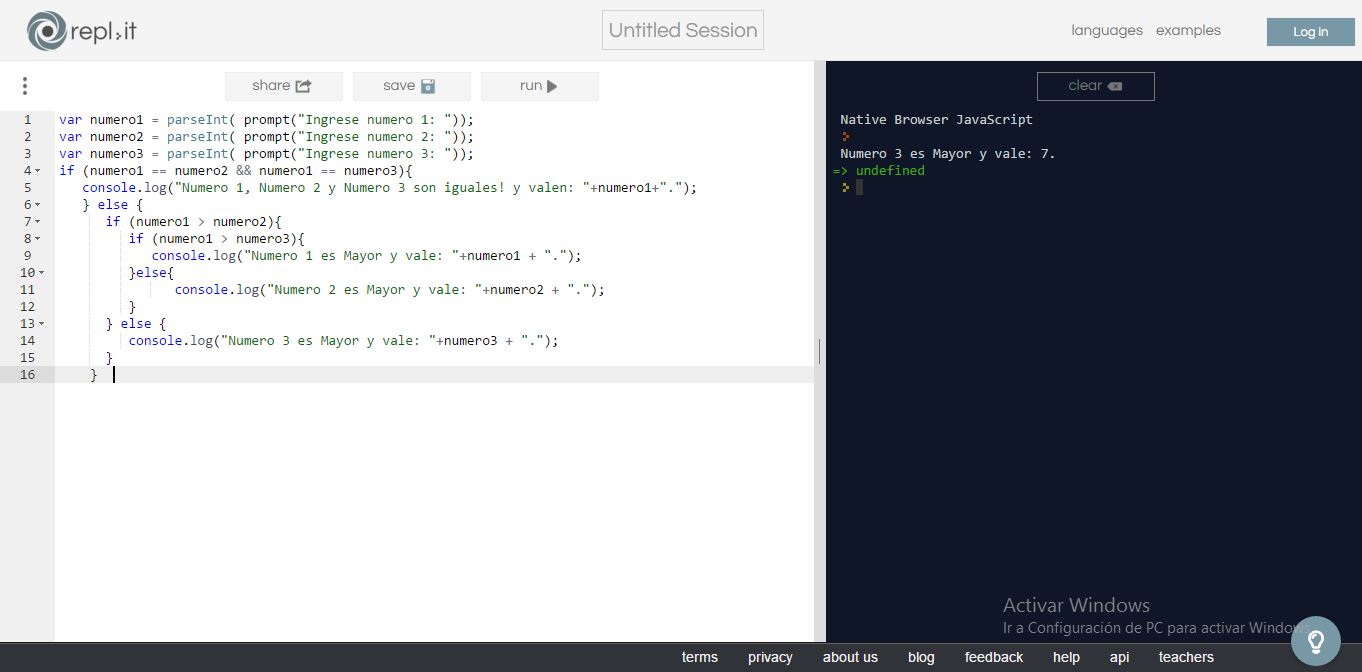 repl.it
Untitled Session
languages examples Log In
share save run
clear
1 var numero1 = parseInt( prompt("Ingrese numero 1: "));
2 var numero2 = parseInt( prompt("Ingrese numero 2: "));
3 var numero3 = parseInt( prompt("Ingrese numero 3: "));
4 if (numero1 == numero2 && numero1 == numero3){
5 console.log("Numero 1, Numero 2 y Numero 3 son iguales! y valen: "+numero1+".");
6 } else {
7 if (numero1 > numero2){
8 if (numero1 > numero3){
9 console.log("Numero 1 es Mayor y vale: "+numero1 + ".");
10 }else{
11 console.log("Numero 2 es Mayor y vale: "+numero2 + ".");
12 }
13 } else {
14 console.log("Numero 3 es Mayor y vale: "+numero3 + ".");
15 }
16 }
Native Browser JavaScript
Numero 3 es Mayor y vale: 7.
=> undefined
Activar Windows
Ir a Configuración de PC para activar Windows.
terms privacy about us blog feedback help api teachers